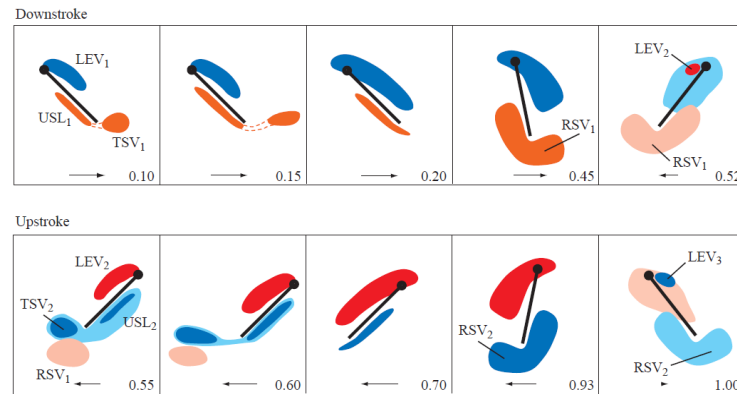 Downstroke
LEV₁
USL₁
TSV₁
0.10
0.15
0.20
RSV₁
0.45
LEV₂
RSV₁
0.52
Upstroke
LEV₂
TSV₂
USL₂
RSV₁
0.55
0.60
0.70
RSV₂
0.93
LEV₃
RSV₂
1.00